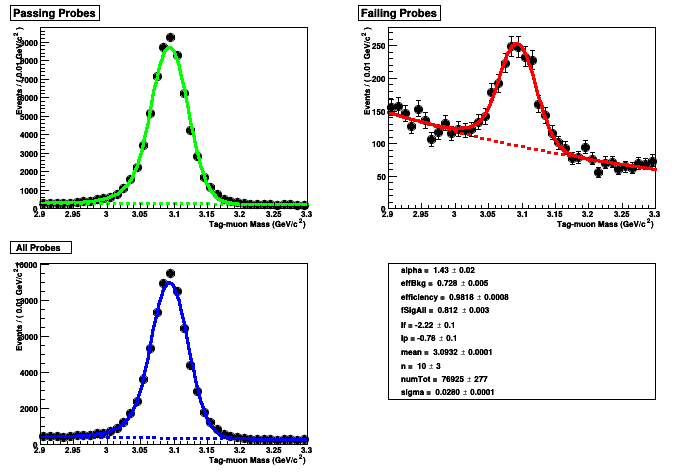 Passing Probes
Events / ( 0.01 GeV/c² )
9000
8000
7000
6000
5000
4000
3000
2000
1000
0
2.9 2.95 3 3.05 3.1 3.15 3.2 3.25 3.3
Tag-muon Mass (GeV/c²)
Failing Probes
Events / ( 0.01 GeV/c² )
250
200
150
100
50
0
2.9 2.95 3 3.05 3.1 3.15 3.2 3.25 3.3
Tag-muon Mass (GeV/c²)
All Probes
Events / ( 0.01 GeV/c²
8000
6000
4000
2000
0
2.9 2.95 3 3.05 3.1 3.15 3.2 3.25 3.3
Tag-muon Mass (GeV/c²)
alpha = 1.43 ± 0.02
effBkg = 0.728 ± 0.005
efficiency = 0.9818 ± 0.0008
fSigAll = 0.812 ± 0.003
lf = -2.22 ± 0.1
lp = -0.78 ± 0.1
mean = 3.0932 ± 0.0001
n = 10 ± 3
numTot = 76925 ± 277
sigma = 0.0280 ± 0.0001